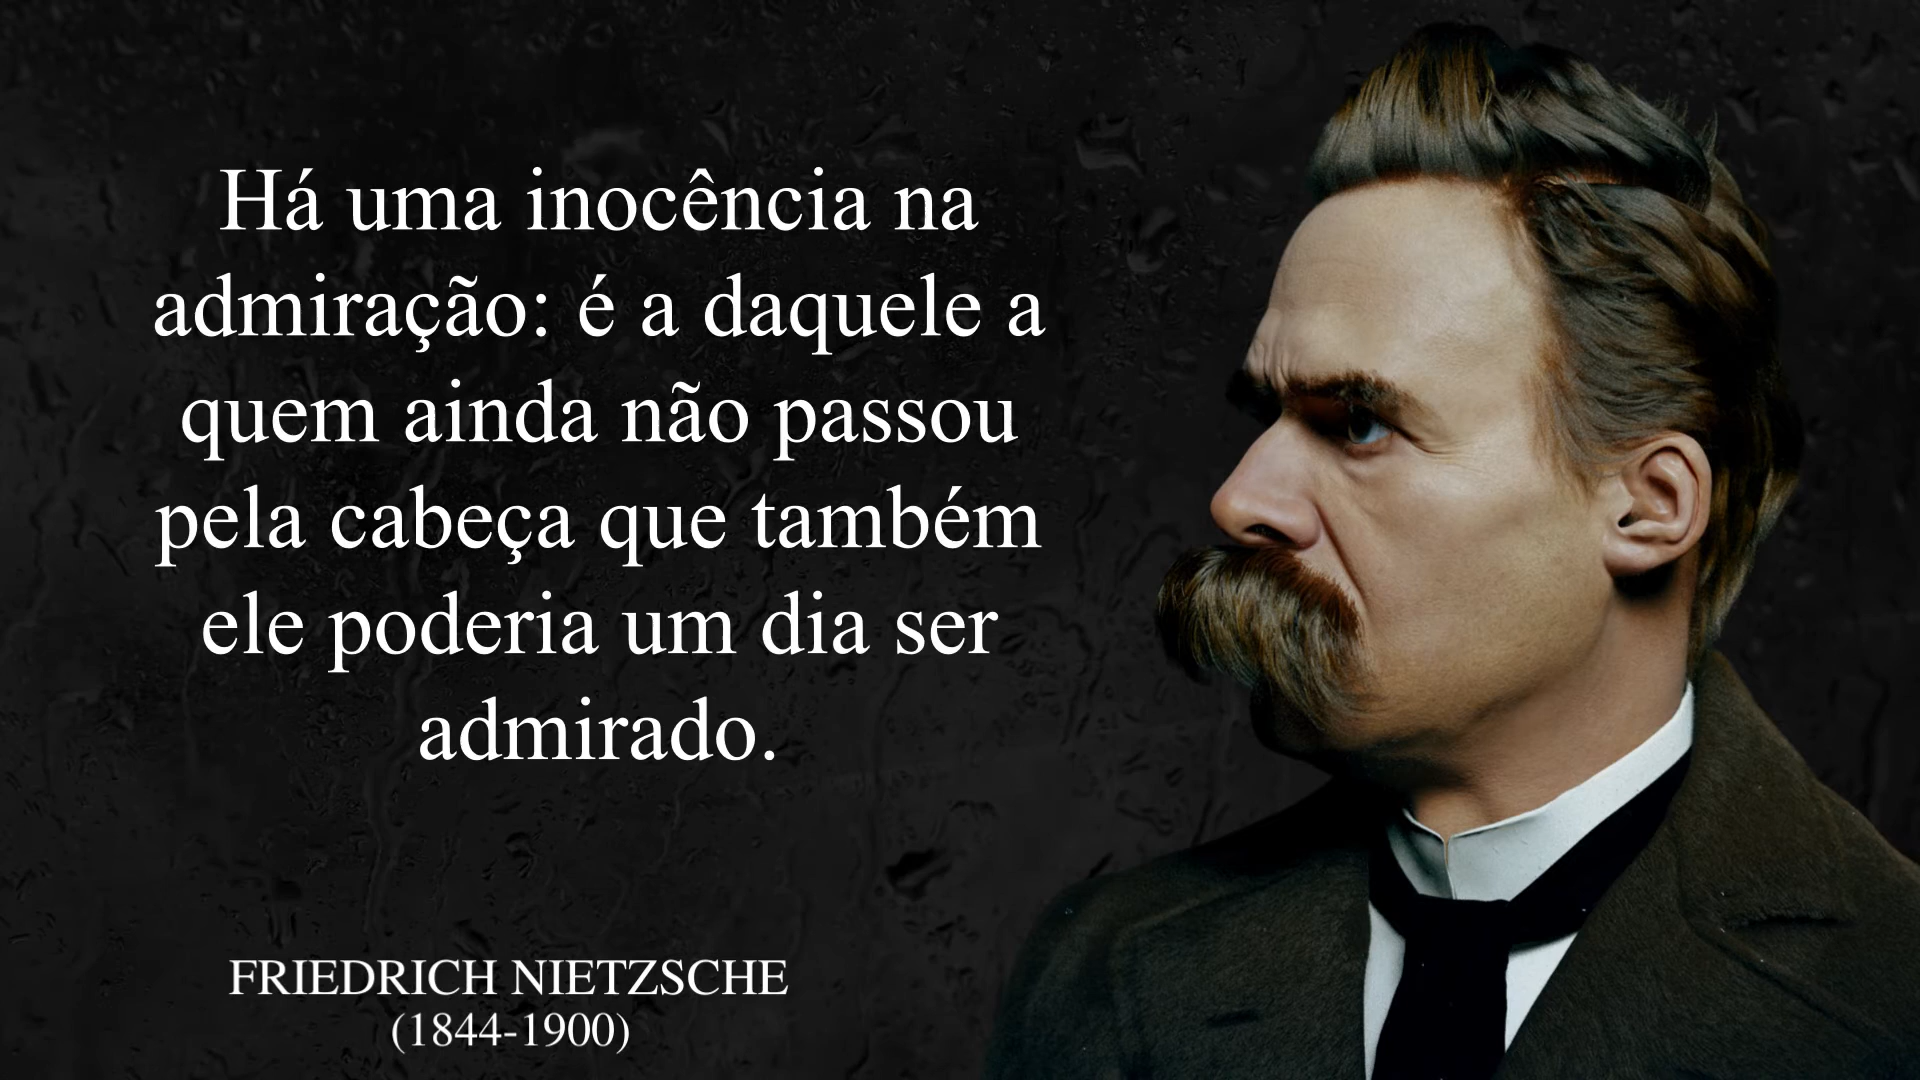 Há uma inocência na
admiração: é a daquele a
quem ainda não passou
pela cabeça que também
ele poderia um dia ser
admirado.
FRIEDRICH NIETZSCHE
(1844-1900)